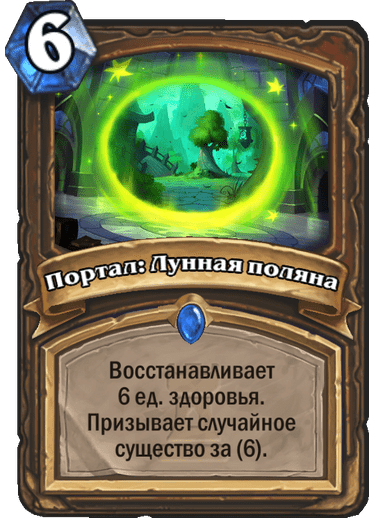 6
Портал: Лунная поляна
Восстанавливает
6 ед. здоровья.
Призывает случайное
существо за (6).